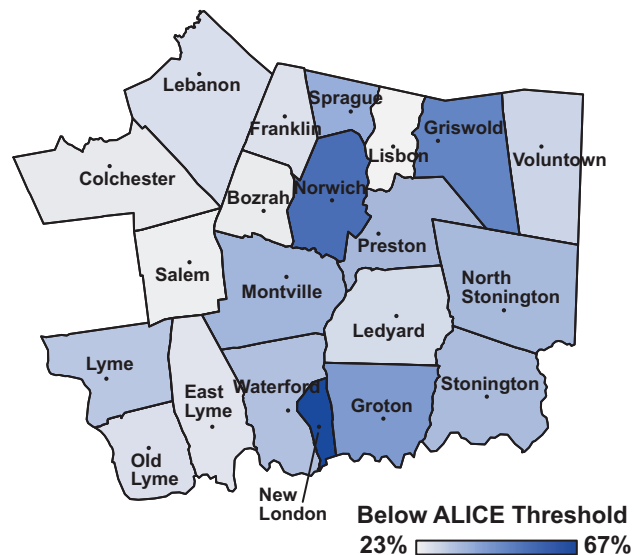 Lebanon
Sprague
Franklin
Griswold
Lisbon
Voluntown
Colchester
Bozrah
Norwich
Preston
Salem
Montville
North
Stonington
Ledyard
Lyme
East
Lyme
Waterford
Groton
Stonington
Old
Lyme
New
London
Below ALICE Threshold
23% 67%